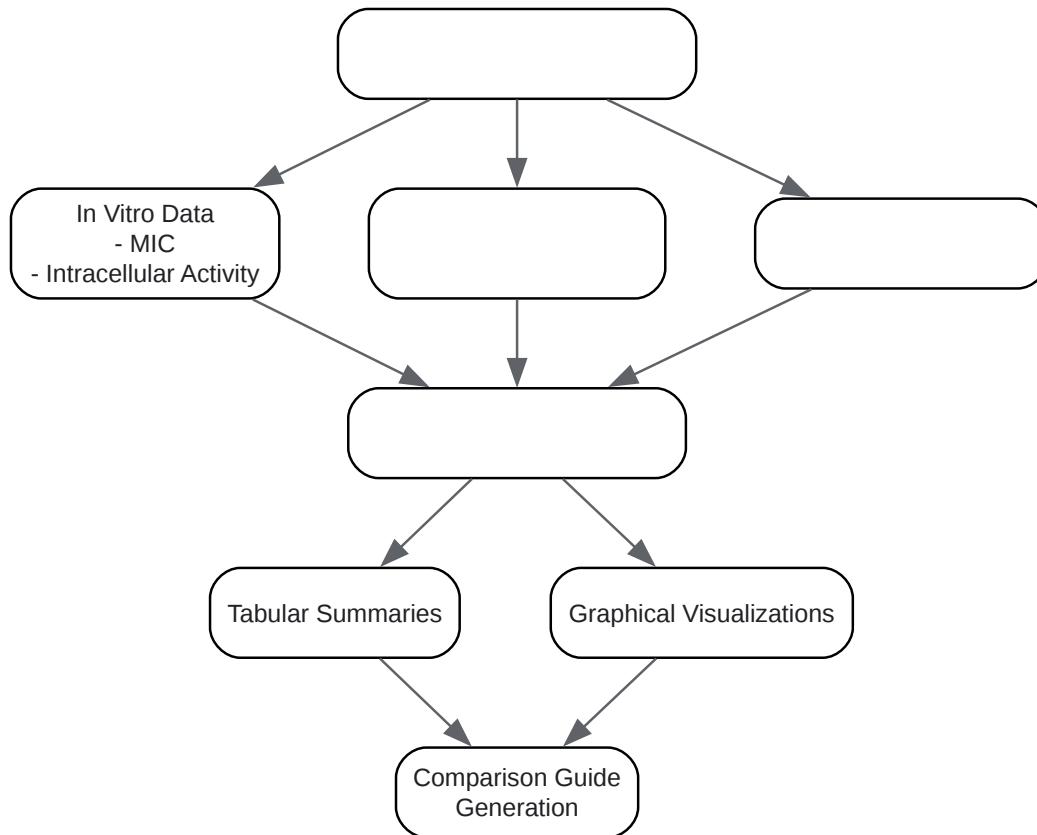 In Vitro Data
- MIC
- Intracellular Activity
Tabular Summaries
Graphical Visualizations
Comparison Guide
Generation